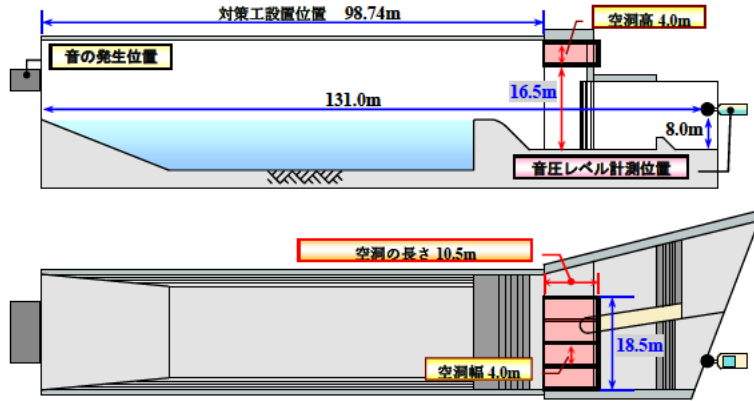 対策工設置位置 98.74m
空洞高 4.0m
音の発生位置
16.5m
131.0m
8.0m
音圧レベル計測位置
空洞の長さ 10.5m
18.5m
空洞幅 4.0m